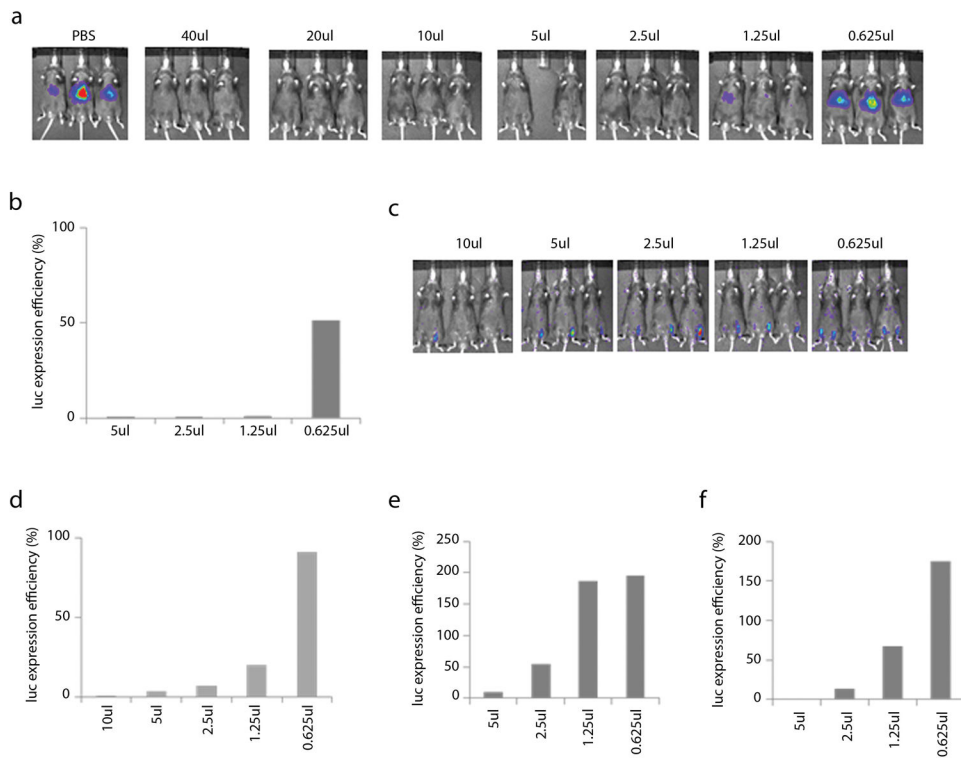 a
PBS 40ul 20ul 10ul 5ul 2.5ul 1.25ul 0.625ul
b
luc expression efficiency (%)
100
50
0
5ul 2.5ul 1.25ul 0.625ul
c
10ul 5ul 2.5ul 1.25ul 0.625ul
d
luc expression efficiency (%)
100
50
0
10ul 5ul 2.5ul 1.25ul 0.625ul
e
luc expression efficiency (%)
250
200
150
100
50
0
5ul 2.5ul 1.25ul 0.625ul
f
luc expression efficiency (%)
200
150
100
50
0
5ul 2.5ul 1.25ul 0.625ul